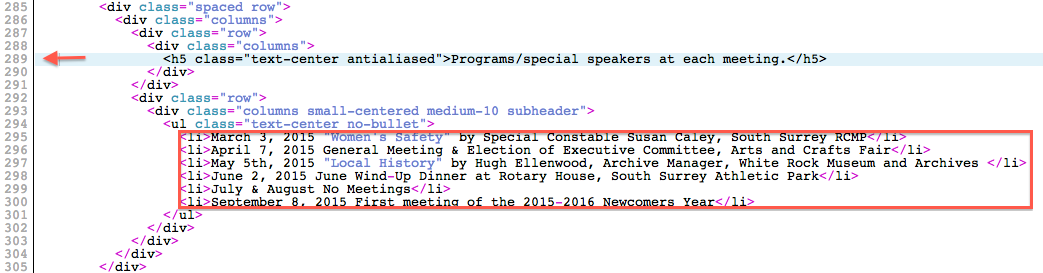 285 <div class="spaced row">
286 <div class="columns">
287 <div class="row">
288 <div class="columns">
289 <h5 class="text-center antialiased">Programs/special speakers at each meeting.</h5>
290 </div>
291 </div>
292 <div class="row">
293 <div class="columns small-centered medium-10 subheader">
294 <ul class="text-center no-bullet">
295 <li>March 3, 2015 "Women's Safety" by Special Constable Susan Caley, South Surrey RCMP</li>
296 <li>April 7, 2015 General Meeting & Election of Executive Committee, Arts and Crafts Fair</li>
297 <li>May 5th, 2015 "Local History" by Hugh Ellenwood, Archive Manager, White Rock Museum and Archives </li>
298 <li>June 2, 2015 June Wind-Up Dinner at Rotary House, South Surrey Athletic Park</li>
299 <li>July & August No Meetings</li>
300 <li>September 8, 2015 First meeting of the 2015-2016 Newcomers Year</li>
301 </ul>
302 </div>
303 </div>
304 </div>
305 </div>